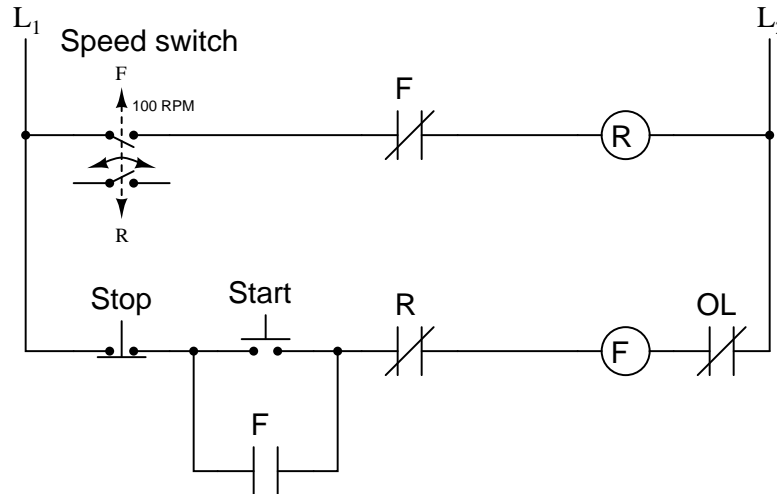 L1
L2
Speed switch
F
100 RPM
F
R
R
Stop
Start
R
F
OL
F